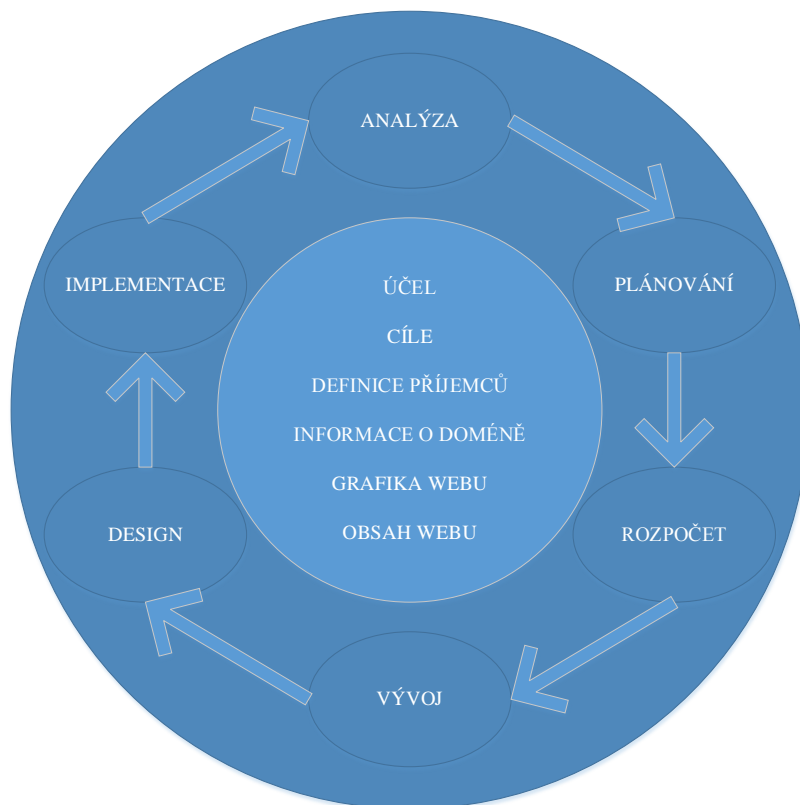 ANALÝZA
PLÁNOVÁNÍ
ROZPOČET
VÝVOJ
DESIGN
IMPLEMENTACE
ÚČEL
CÍLE
DEFINICE PŘÍJEMCŮ
INFORMACE O DOMÉNĚ
GRAFIKA WEBU
OBSAH WEBU